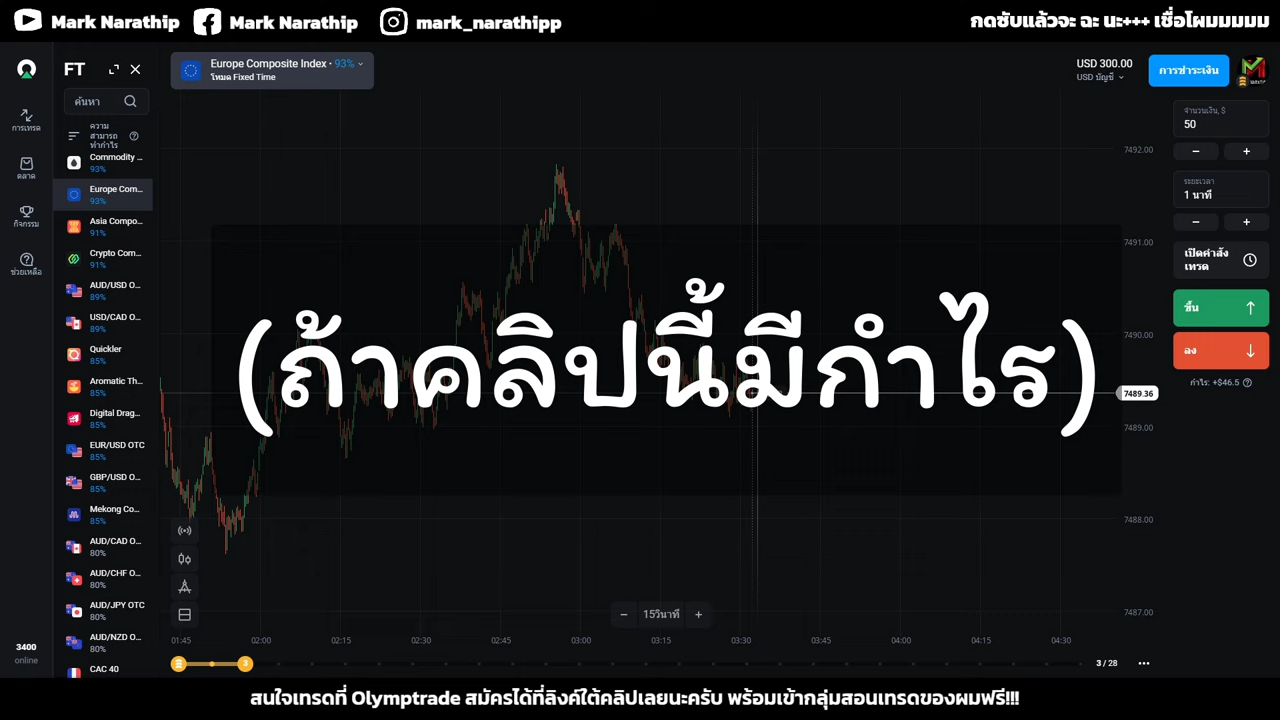 Mark Narathip
Mark Narathip
mark_narathipp
กดซับแล้วจะ ฉะ นะ+++ เชื่อโผมมมมม
FT
Europe Composite Index · 93%
โหมด Fixed Time
USD 300.00
USD บัญชี
การชำระเงิน
ค้นหา
ความ
สามารถ
ทำกำไร
การเทรด
ตลาด
กิจกรรม
ช่วยเหลือ
Commodity ...
93%
Europe Com...
93%
Asia Compo...
91%
Crypto Com...
91%
AUD/USD O...
89%
USD/CAD O...
89%
Quickler
85%
Aromatic Th...
85%
Digital Drag...
85%
EUR/USD OTC
85%
GBP/USD O...
85%
Mekong Co...
85%
AUD/CAD O...
80%
AUD/CHF O...
80%
AUD/JPY OTC
80%
AUD/NZD O...
80%
CAC 40
3400
online
(ถ้าคลิปนี้มีกำไร)
7492.00
7491.00
7490.00
7489.36
7489.00
7488.00
7487.00
จำนวนเงิน, $
50
ระยะเวลา
1 นาที
เปิดคำสั่ง
เทรด
ขึ้น
ลง
กำไร: +$46.5
15วินาที
01:45
02:00
02:15
02:30
02:45
03:00
03:15
03:30
03:45
04:00
04:15
04:30
3
3 / 28
สนใจเทรดที่ Olymptrade สมัครได้ที่ลิงค์ใต้คลิปเลยนะครับ พร้อมเข้ากลุ่มสอนเทรดของผมฟรี!!!